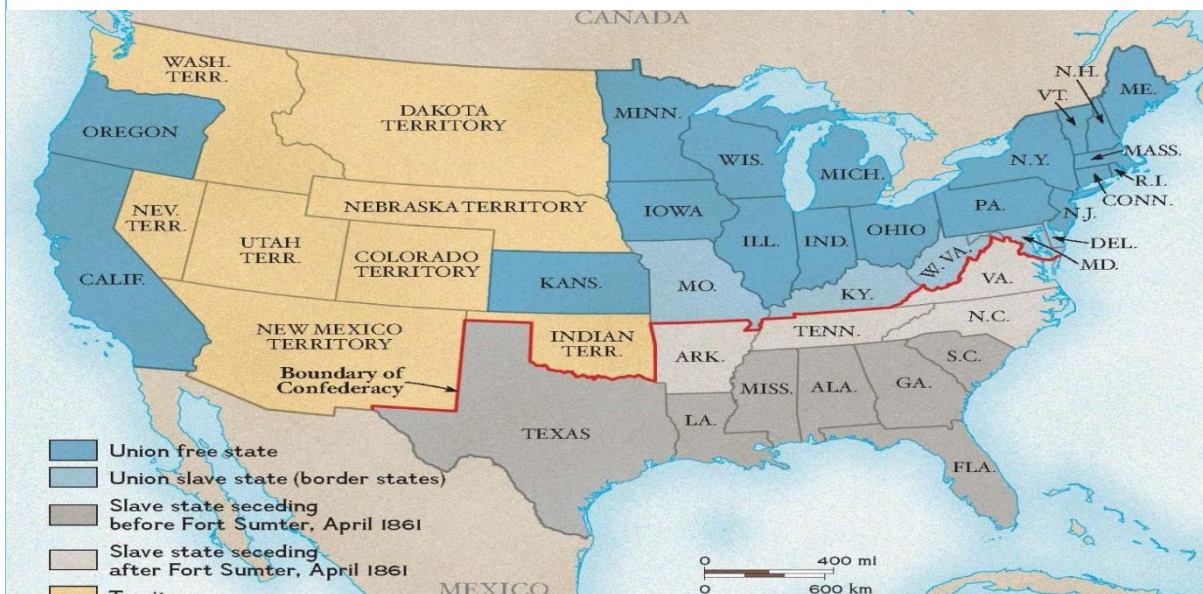 CANADA
WASH.
TERR.
OREGON
DAKOTA
TERRITORY
MINN.
N.H.
VT.
ME.
WIS.
MICH.
N.Y.
MASS.
R.I.
CONN.
NEV.
TERR.
NEBRASKA TERRITORY
IOWA
PA.
N.J.
UTAH
TERR.
COLORADO
TERRITORY
ILL.
IND.
OHIO
DEL.
MD.
CALIF.
KANS.
MO.
W. VA.
KY.
VA.
NEW MEXICO
TERRITORY
INDIAN
TERR.
TENN.
N.C.
ARK.
S.C.
Boundary of
Confederacy
MISS.
ALA.
GA.
TEXAS
LA.
FLA.
Union free state
Union slave state (border states)
Slave state seceding
before Fort Sumter, April 1861
Slave state seceding
after Fort Sumter, April 1861
0 400 mi
0 600 km
MEXICO